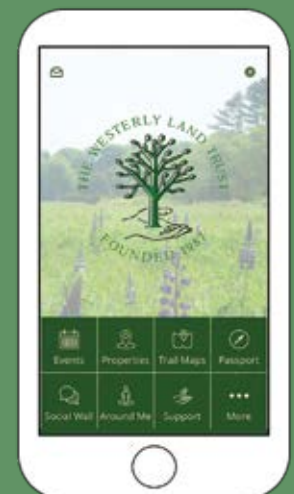 THE WESTERLY LAND TRUST
FOUNDED 1987
Events Properties Trail Maps Passport
Social Wall Around Me Support More